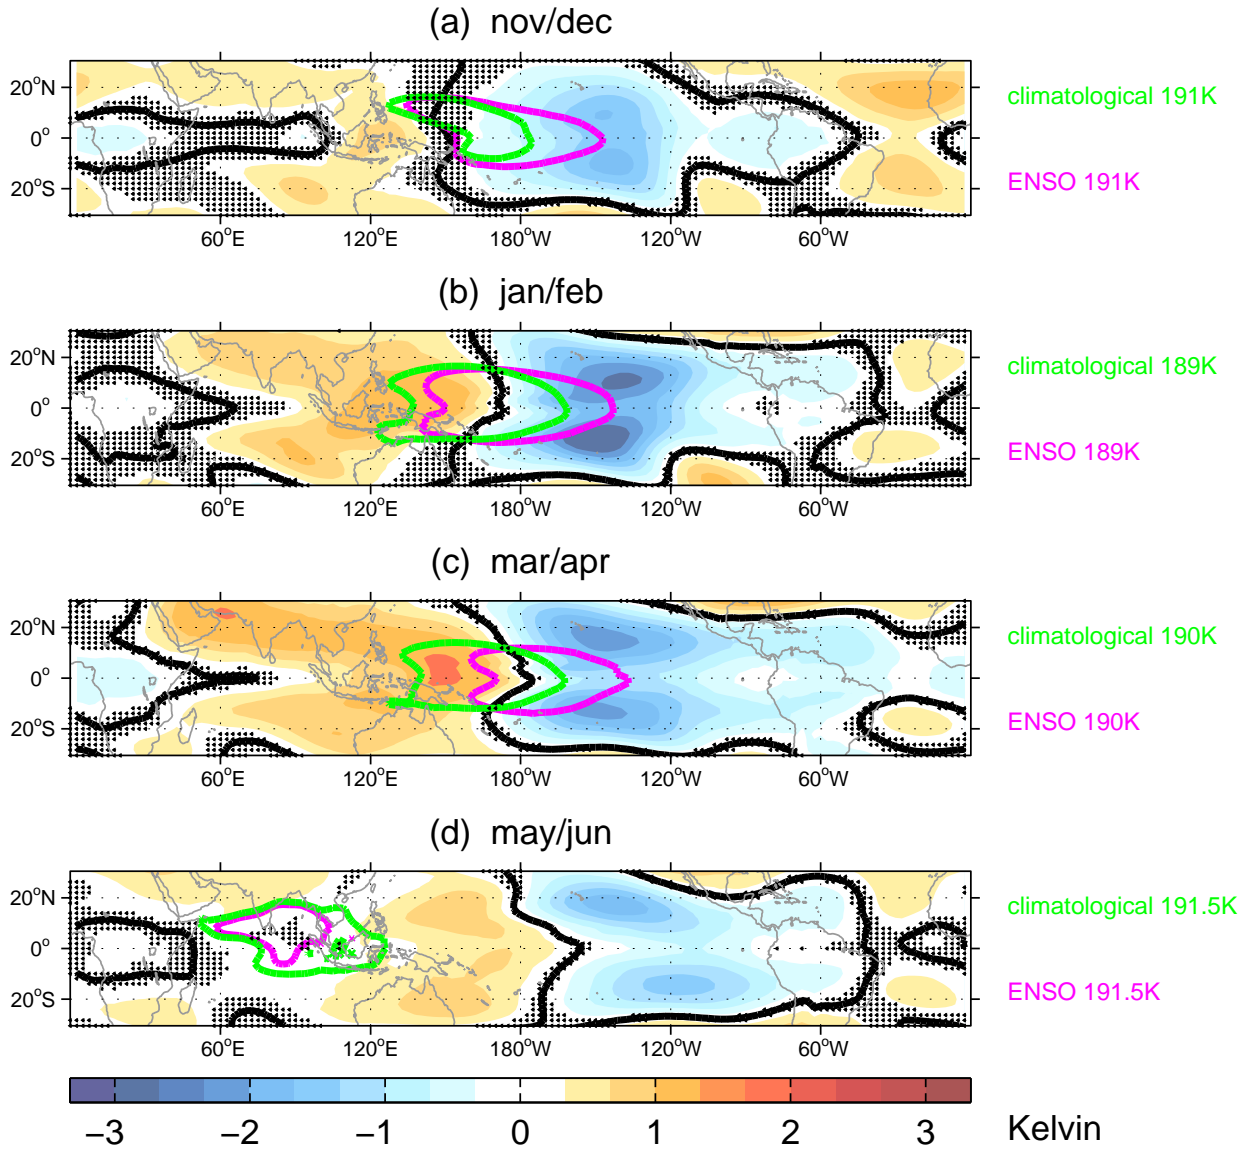 (a) nov/dec
20°N
0°
20°S
60°E 120°E 180°W 120°W 60°W
climatological 191K
ENSO 191K
(b) jan/feb
20°N
0°
20°S
60°E 120°E 180°W 120°W 60°W
climatological 189K
ENSO 189K
(c) mar/apr
20°N
0°
20°S
60°E 120°E 180°W 120°W 60°W
climatological 190K
ENSO 190K
(d) may/jun
20°N
0°
20°S
60°E 120°E 180°W 120°W 60°W
climatological 191.5K
ENSO 191.5K
−3 −2 −1 0 1 2 3 Kelvin